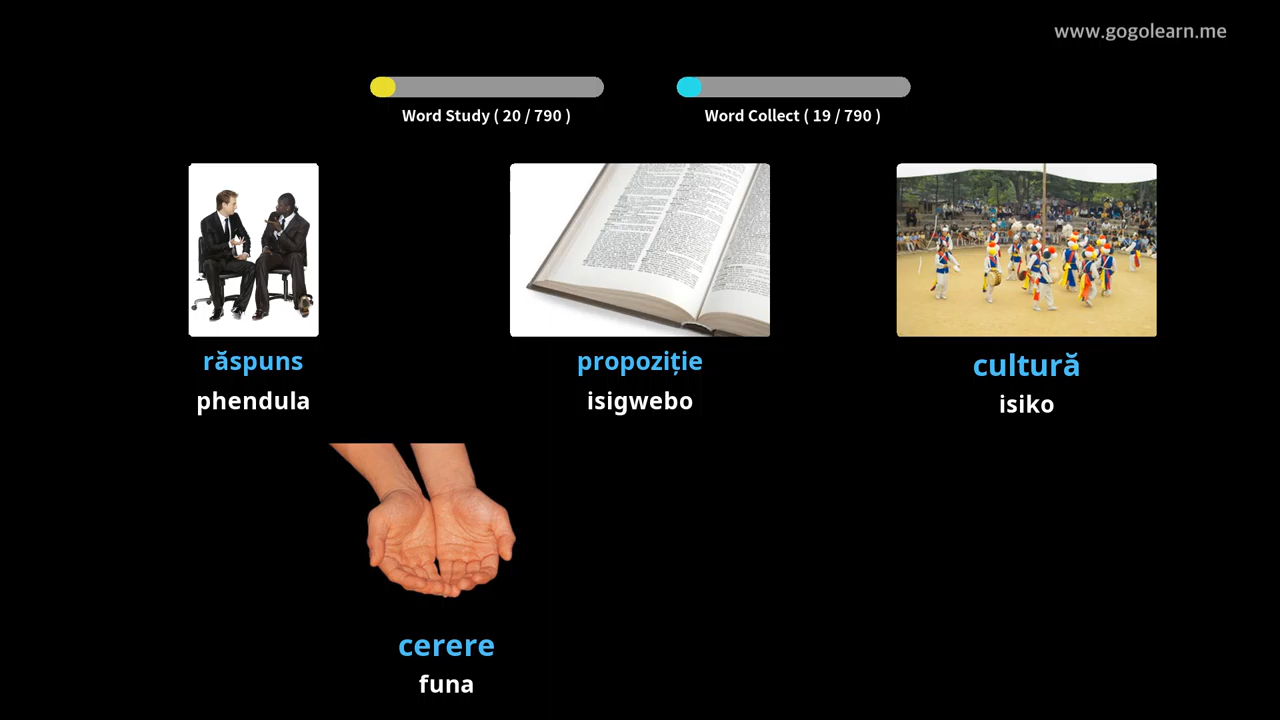 www.gogolearn.me
Word Study ( 20 / 790 )
Word Collect ( 19 / 790 )
răspuns
phendula
propoziție
isigwebo
cultură
isiko
cerere
funa